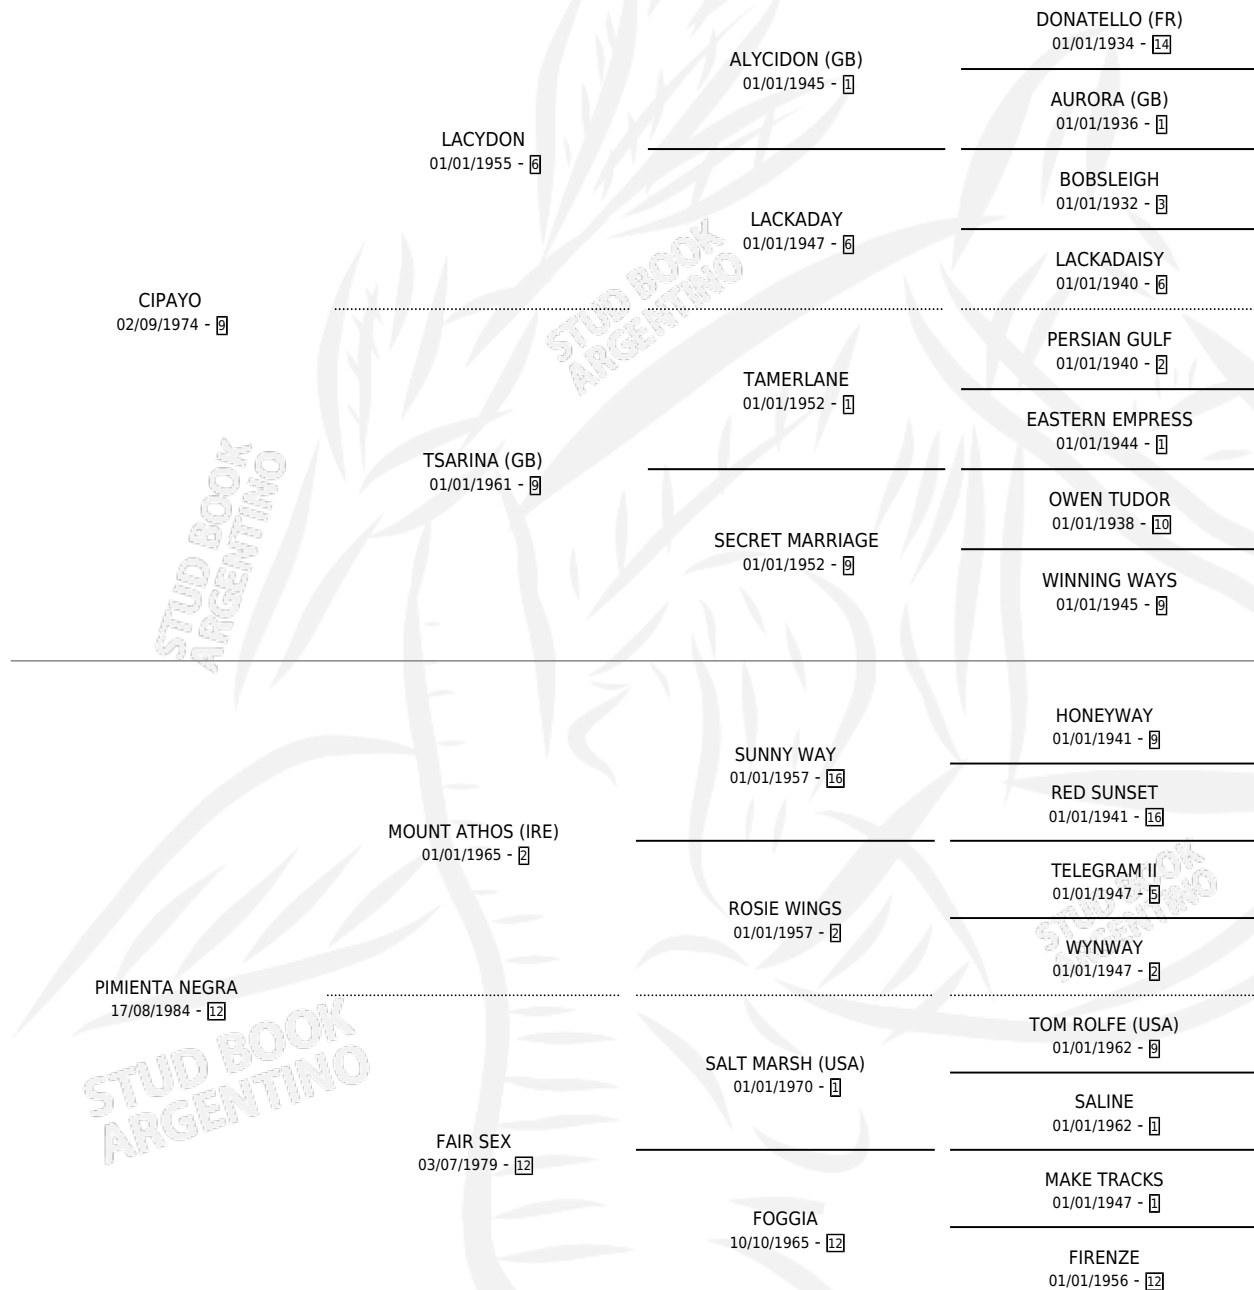 DONATELLO (FR)
01/01/1934 - 14
ALYCIDON (GB)
01/01/1945 - 1
AURORA (GB)
01/01/1936 - 1
LACYDON
01/01/1955 - 6
BOBSLEIGH
01/01/1932 - 3
LACKADAY
01/01/1947 - 6
LACKADAISY
01/01/1940 - 6
CIPAYO
02/09/1974 - 9
PERSIAN GULF
01/01/1940 - 2
TAMERLANE
01/01/1952 - 1
EASTERN EMPRESS
01/01/1944 - 1
TSARINA (GB)
01/01/1961 - 9
OWEN TUDOR
01/01/1938 - 10
SECRET MARRIAGE
01/01/1952 - 9
WINNING WAYS
01/01/1945 - 9
HONEYWAY
01/01/1941 - 9
SUNNY WAY
01/01/1957 - 16
RED SUNSET
01/01/1941 - 16
MOUNT ATHOS (IRE)
01/01/1965 - 2
TELEGRAM II
01/01/1947 - 5
ROSIE WINGS
01/01/1957 - 2
WYNWAY
01/01/1947 - 2
PIMIENTA NEGRA
17/08/1984 - 12
TOM ROLFE (USA)
01/01/1962 - 9
SALT MARSH (USA)
01/01/1970 - 1
SALINE
01/01/1962 - 1
FAIR SEX
03/07/1979 - 12
MAKE TRACKS
01/01/1947 - 1
FOGGIA
10/10/1965 - 12
FIRENZE
01/01/1956 - 12
STUD BOOK
ARGENTINO
STUD BOOK
ARGENTINO
STUD BOOK
ARGENTINO
STUD BOOK
ARGENTINO